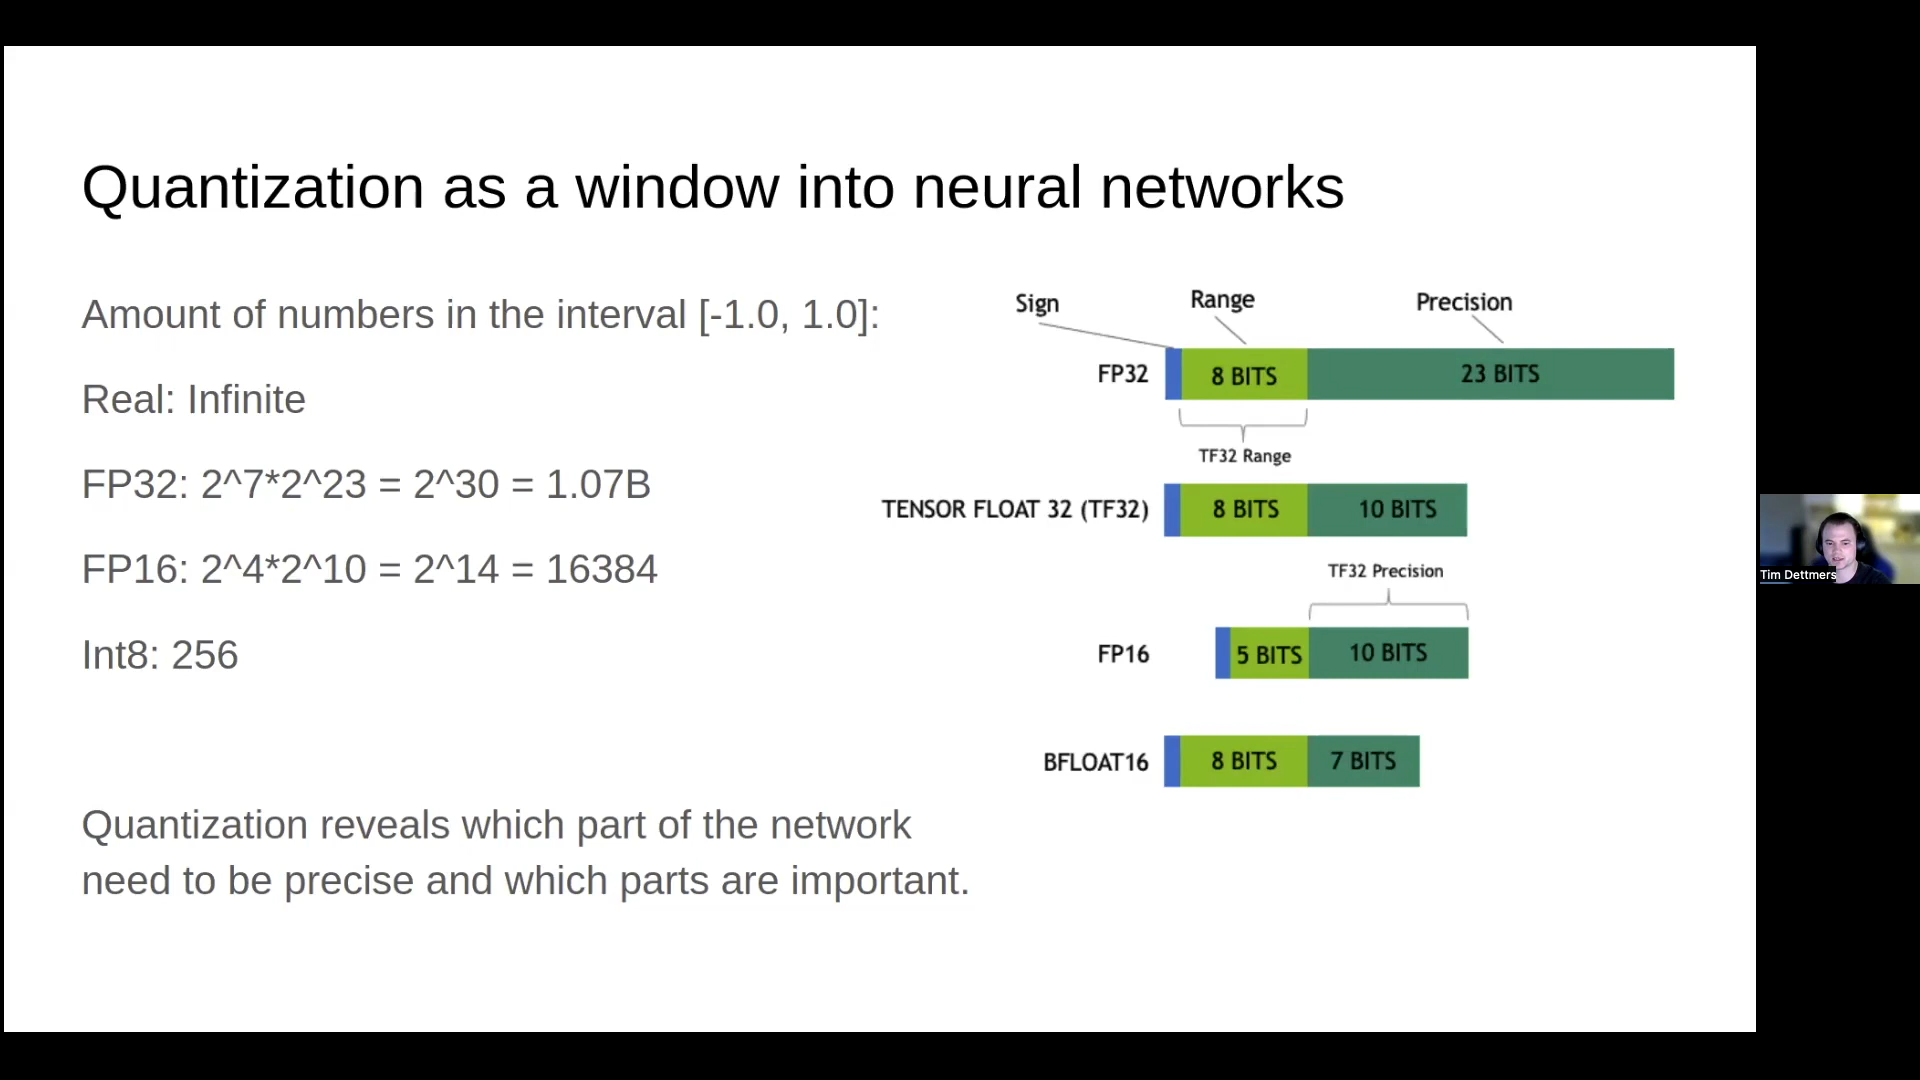 Quantization as a window into neural networks
Amount of numbers in the interval [-1.0, 1.0]:
Real: Infinite
FP32: 2^7*2^23 = 2^30 = 1.07B
FP16: 2^4*2^10 = 2^14 = 16384
Int8: 256
Quantization reveals which part of the network
need to be precise and which parts are important.
Sign
Range
Precision
FP32
8 BITS
23 BITS
TF32 Range
TENSOR FLOAT 32 (TF32)
8 BITS
10 BITS
TF32 Precision
FP16
5 BITS
10 BITS
BFLOAT16
8 BITS
7 BITS
Tim Dettmers